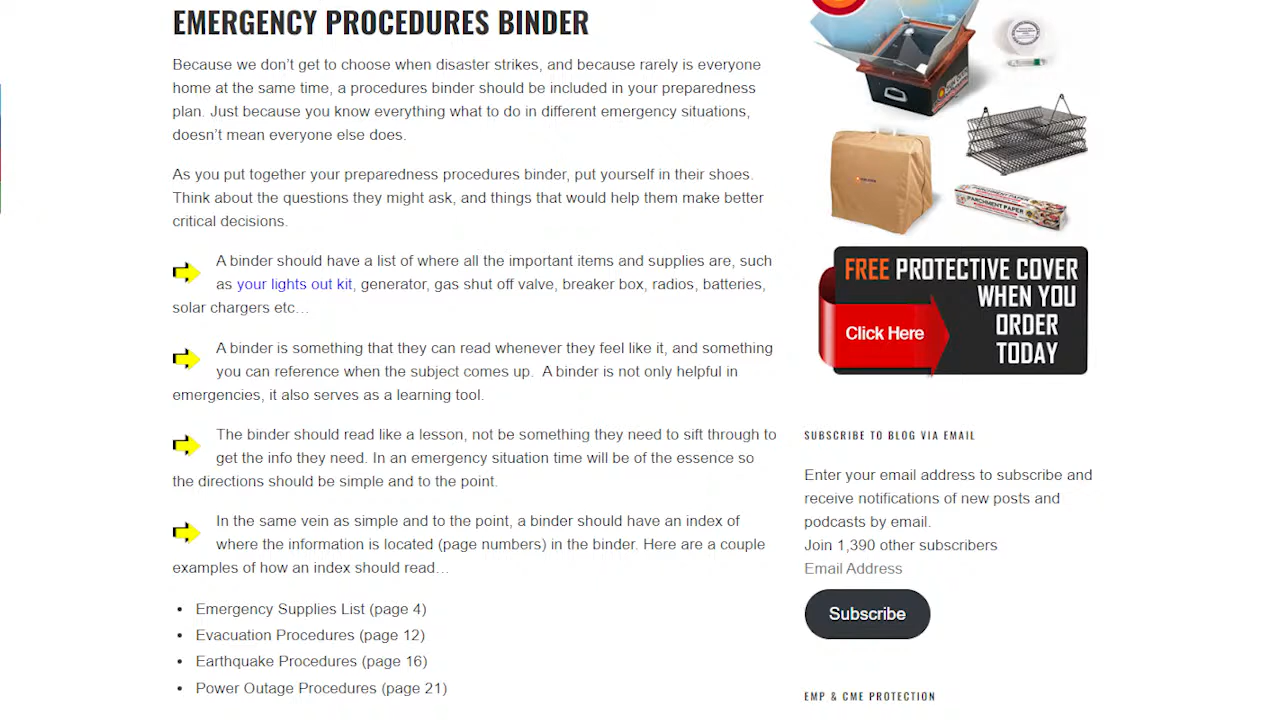 EMERGENCY PROCEDURES BINDER
Because we don't get to choose when disaster strikes, and because rarely is everyone
home at the same time, a procedures binder should be included in your preparedness
plan. Just because you know everything what to do in different emergency situations,
doesn't mean everyone else does.
As you put together your preparedness procedures binder, put yourself in their shoes.
Think about the questions they might ask, and things that would help them make better
critical decisions.
A binder should have a list of where all the important items and supplies are, such
as your lights out kit, generator, gas shut off valve, breaker box, radios, batteries,
solar chargers etc…
A binder is something that they can read whenever they feel like it, and something
you can reference when the subject comes up. A binder is not only helpful in
emergencies, it also serves as a learning tool.
The binder should read like a lesson, not be something they need to sift through to
get the info they need. In an emergency situation time will be of the essence so
the directions should be simple and to the point.
In the same vein as simple and to the point, a binder should have an index of
where the information is located (page numbers) in the binder. Here are a couple
examples of how an index should read…
• Emergency Supplies List (page 4)
• Evacuation Procedures (page 12)
• Earthquake Procedures (page 16)
• Power Outage Procedures (page 21)
PARCHMENT PAPER
FREE PROTECTIVE COVER
WHEN YOU
ORDER
TODAY
Click Here
SUBSCRIBE TO BLOG VIA EMAIL
Enter your email address to subscribe and
receive notifications of new posts and
podcasts by email.
Join 1,390 other subscribers
Email Address
Subscribe
EMP & CME PROTECTION